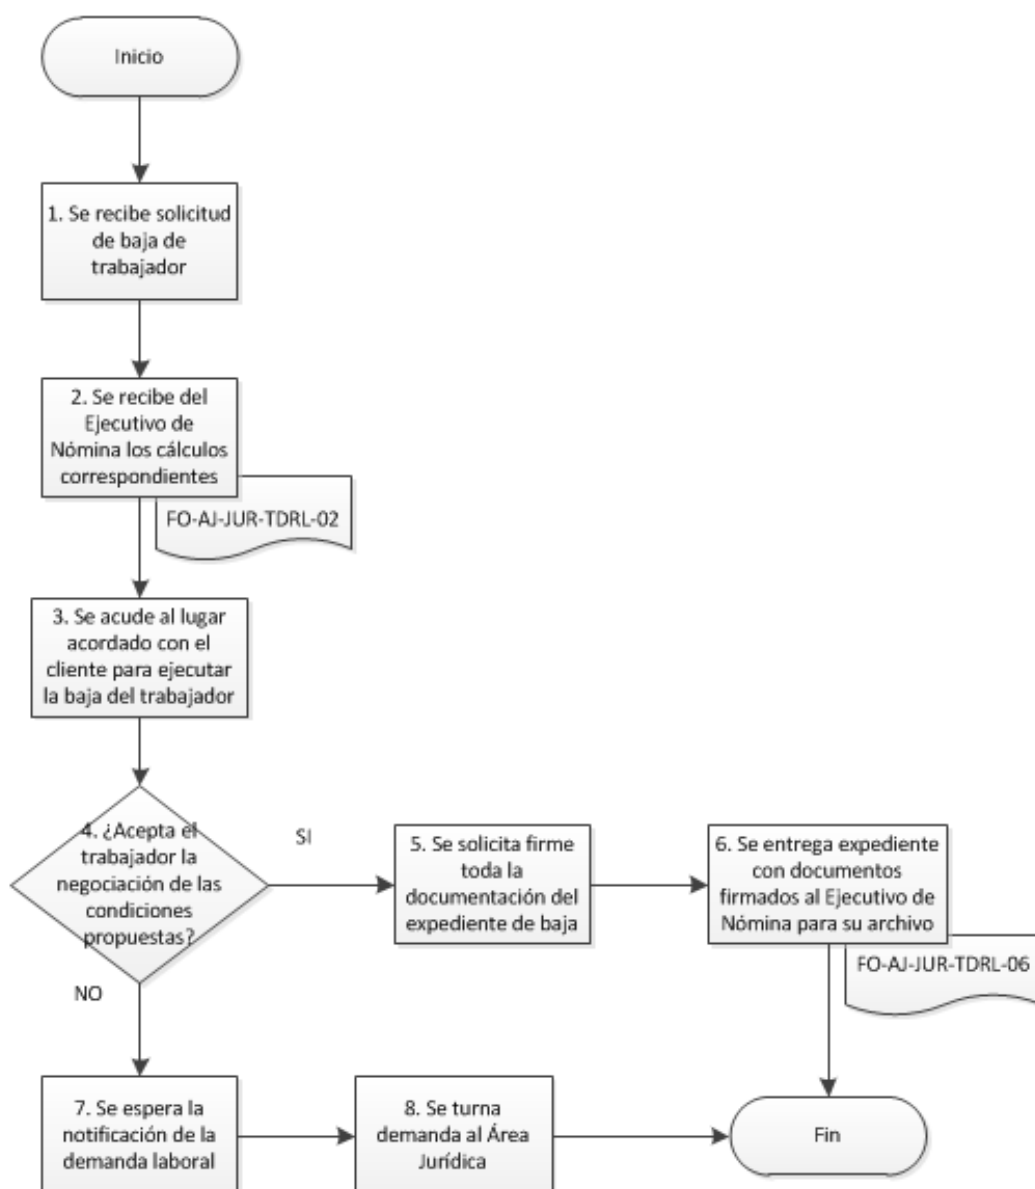 Inicio
1. Se recibe solicitud
de baja de
trabajador
2. Se recibe del
Ejecutivo de
Nómina los cálculos
correspondientes
FO-AJ-JUR-TDRL-02
3. Se acude al lugar
acordado con el
cliente para ejecutar
la baja del trabajador
4. ¿Acepta el
trabajador la
negociación de las
condiciones
propuestas?
SI
5. Se solicita firme
toda la
documentación del
expediente de baja
6. Se entrega expediente
con documentos
firmados al Ejecutivo de
Nómina para su archivo
FO-AJ-JUR-TDRL-06
NO
7. Se espera la
notificación de la
demanda laboral
8. Se turna
demanda al Área
Jurídica
Fin